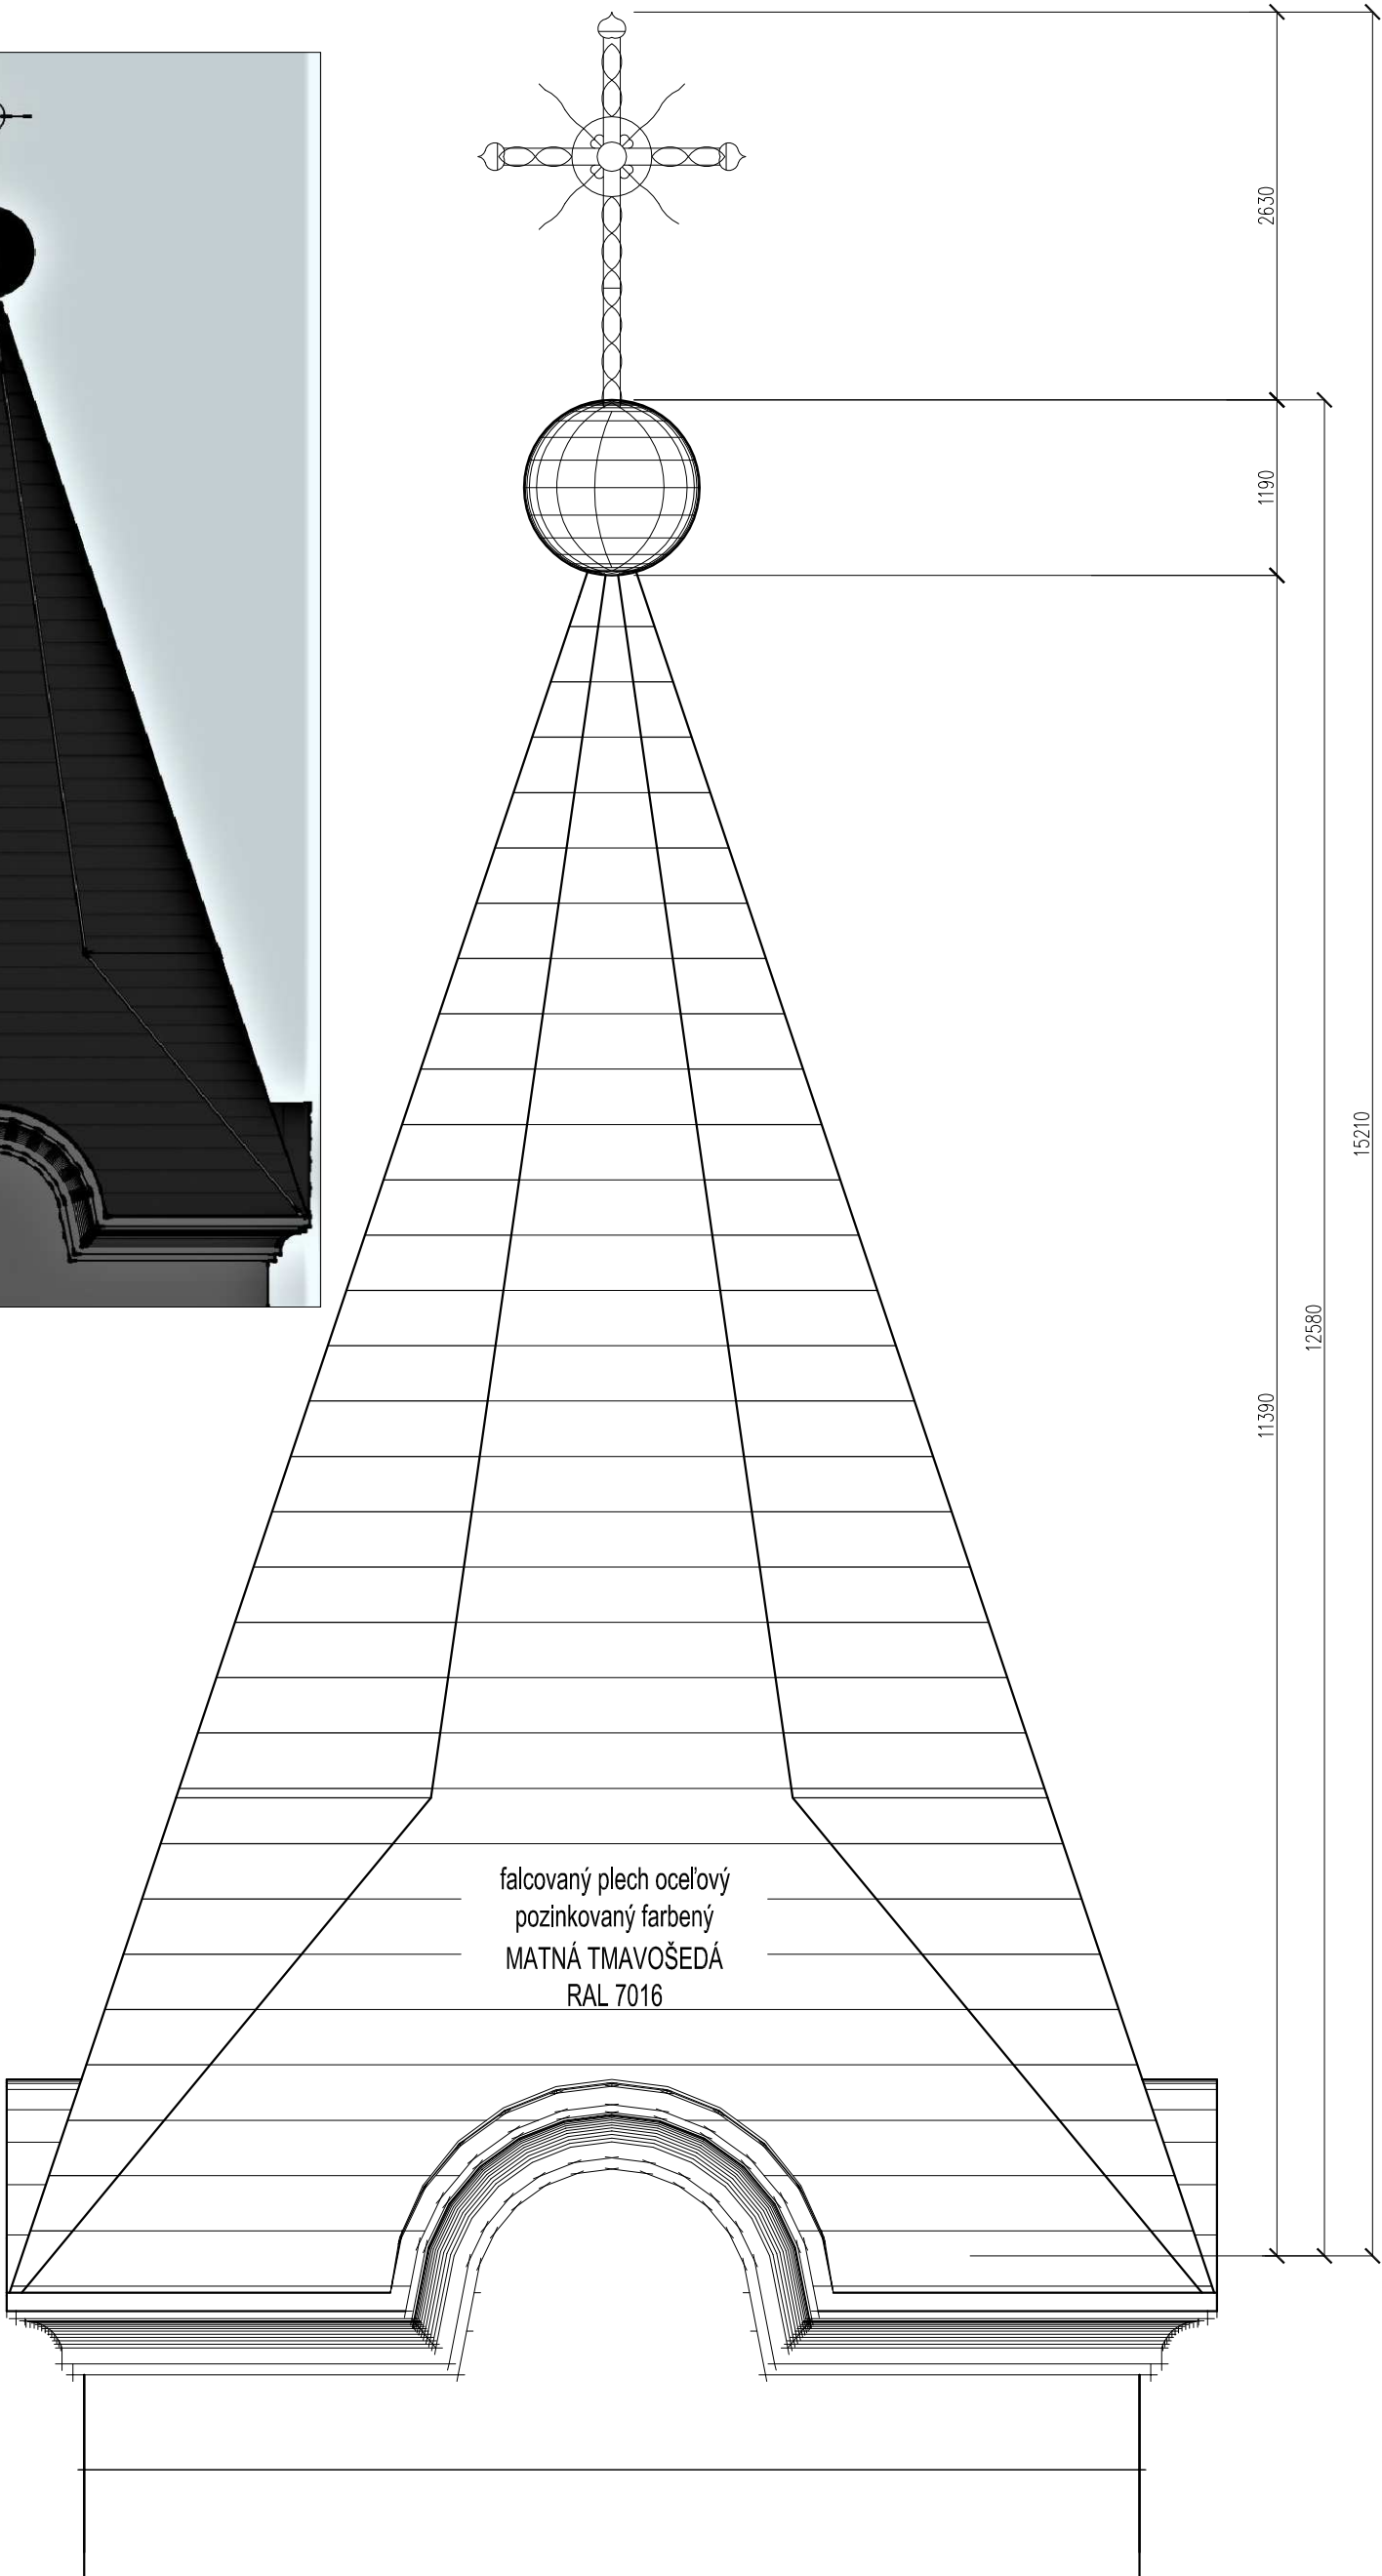 2630
1190
15210
12580
11390
falcovaný plech oceľový
pozinkovaný farbený
MATNÁ TMAVOŠEDÁ
RAL 7016